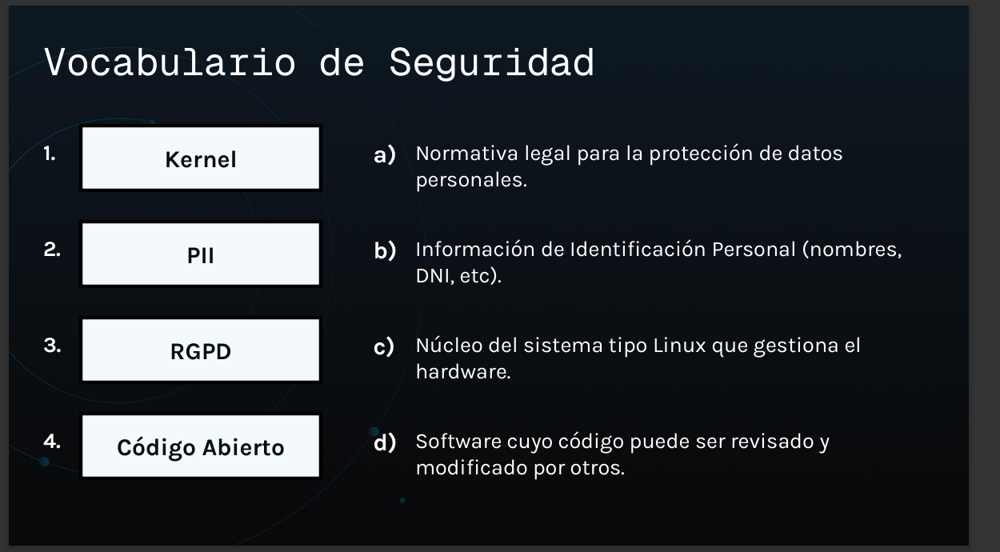 Vocabulario de Seguridad
1.
Kernel
a)
Normativa legal para la protección de datos
personales.
2.
PII
b)
Información de Identificación Personal (nombres,
DNI, etc).
3.
RGPD
c)
Núcleo del sistema tipo Linux que gestiona el
hardware.
4.
Código Abierto
d)
Software cuyo código puede ser revisado y
modificado por otros.